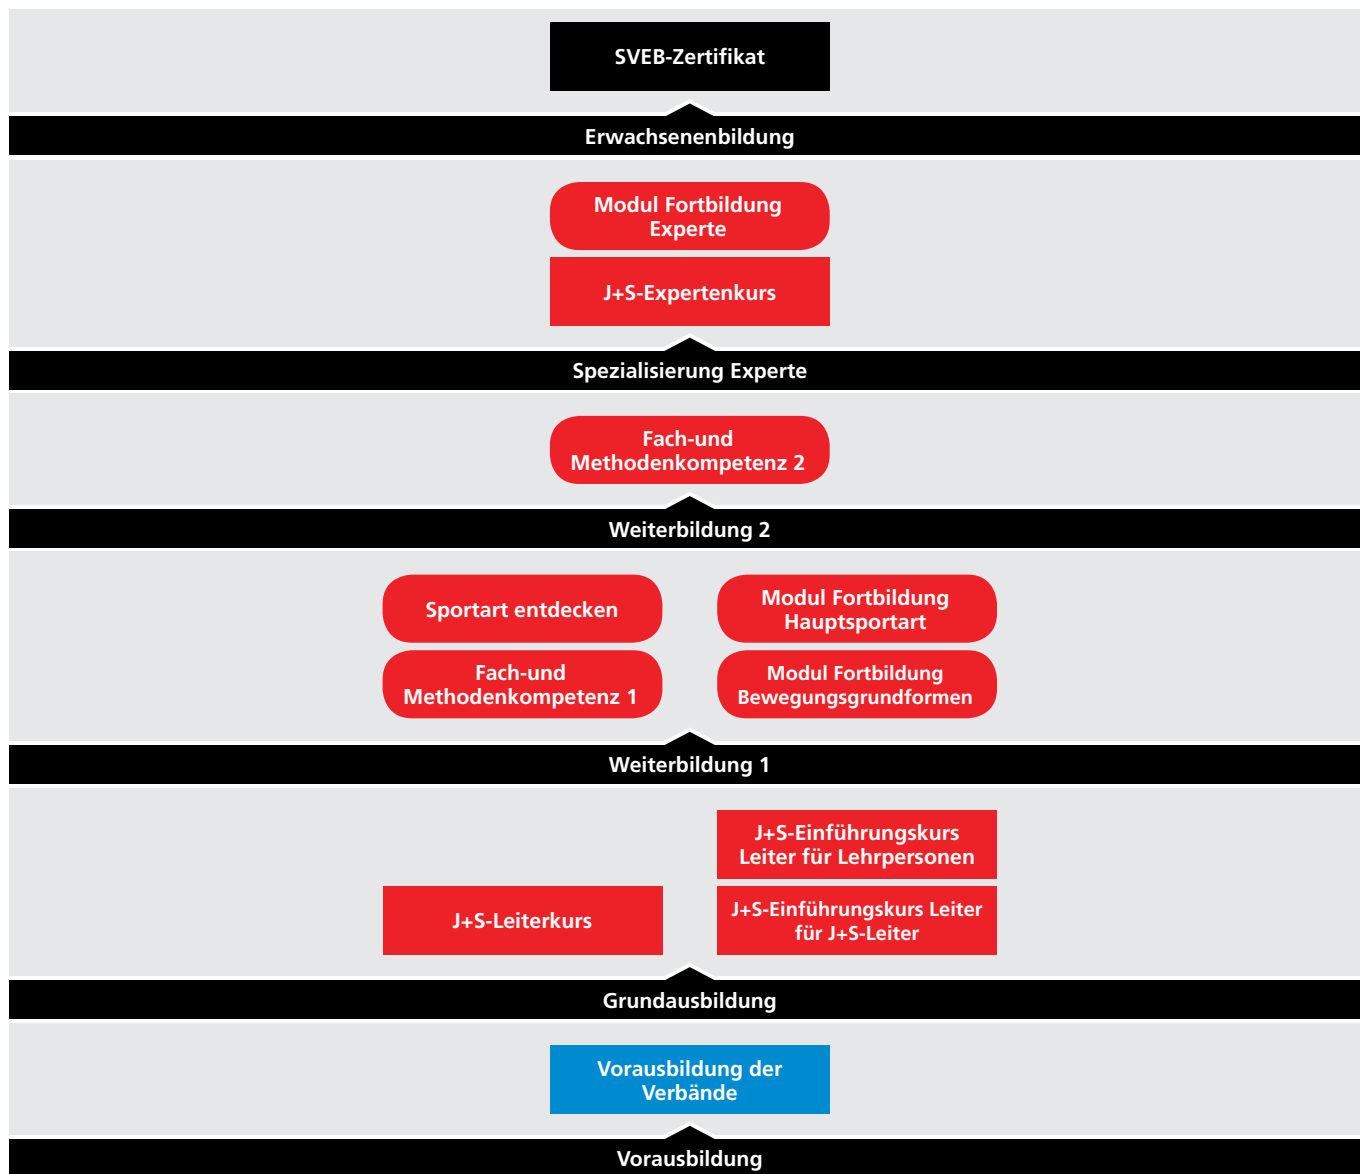 SVEB-Zertifikat
Erwachsenenbildung
Modul Fortbildung
Experte
J+S-Expertenkurs
Spezialisierung Experte
Fach-und
Methodenkompetenz 2
Weiterbildung 2
Sportart entdecken
Modul Fortbildung
Hauptsportart
Fach-und
Methodenkompetenz 1
Modul Fortbildung
Bewegungsgrundformen
Weiterbildung 1
J+S-Einführungskurs
Leiter für Lehrpersonen
J+S-Leiterkurs
J+S-Einführungskurs Leiter
für J+S-Leiter
Grundausbildung
Vorausbildung der
Verbände
Vorausbildung